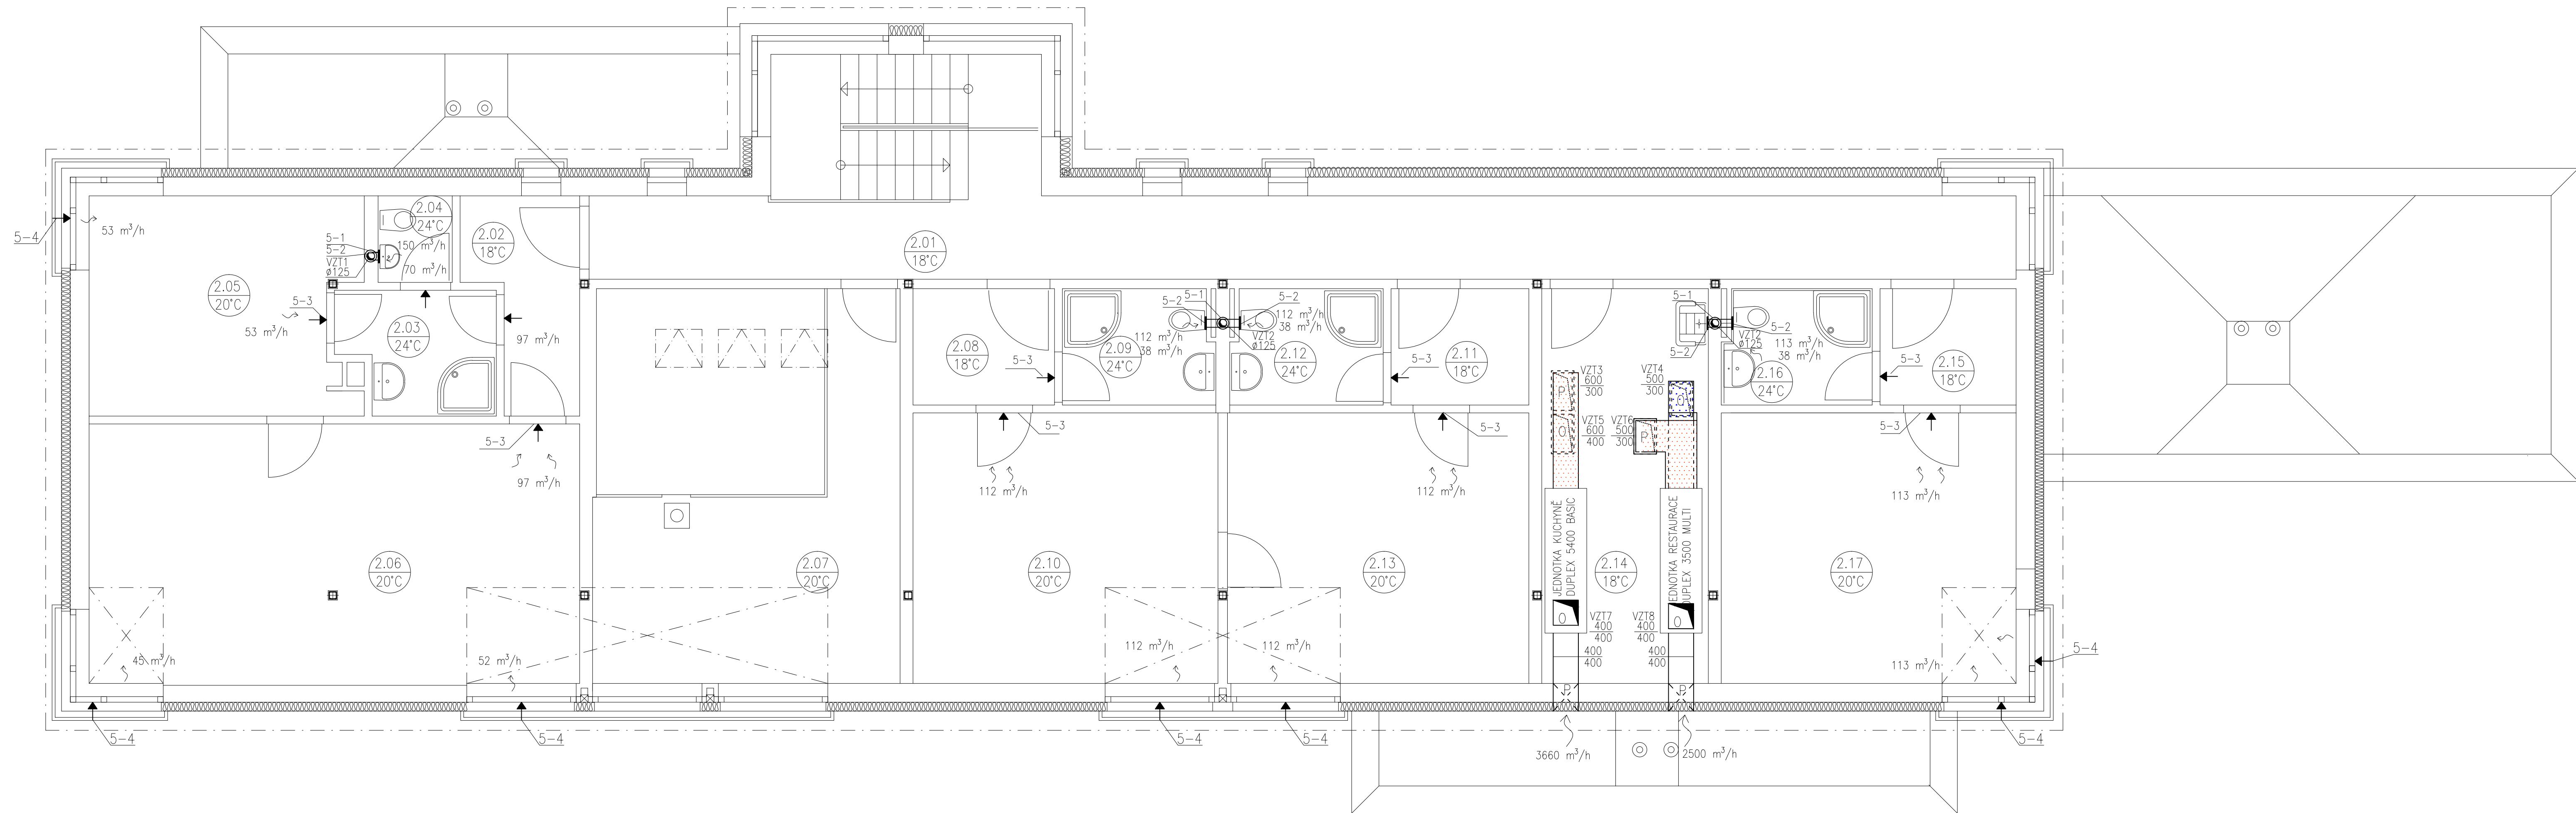 5-4
53 m³/h
5-1
5-2
VZT1
ø125
2.04
24°C
150 m³/h
70 m³/h
2.02
18°C
2.01
18°C
2.05
20°C
5-3
53 m³/h
2.03
24°C
97 m³/h
5-3
97 m³/h
2.06
20°C
45 m³/h
52 m³/h
5-4
5-4
2.07
20°C
2.08
18°C
5-3
2.09
24°C
5-2
5-1
5-2
112 m³/h
38 m³/h
112 m³/h
38 m³/h
VZT2
ø125
2.12
24°C
5-3
2.11
18°C
5-3
112 m³/h
2.10
20°C
112 m³/h
5-4
5-3
112 m³/h
2.13
20°C
112 m³/h
5-4
VZT3
600
300
P
VZT5
600
400
O
VZT4
500
300
O
VZT6
500
300
P
JEDNOTKA KUCHYNĚ
DUPLEX 5400 BASIC
O
2.14
18°C
JEDNOTKA RESTAURACE
DUPLEX 3500 MULTI
O
VZT7
400
400
VZT8
400
400
400
400
400
400
P
P
3660 m³/h
2500 m³/h
5-1
5-2
5-2
VZT2
ø125
113 m³/h
38 m³/h
2.16
24°C
5-3
2.15
18°C
5-3
113 m³/h
2.17
20°C
113 m³/h
5-4
5-4